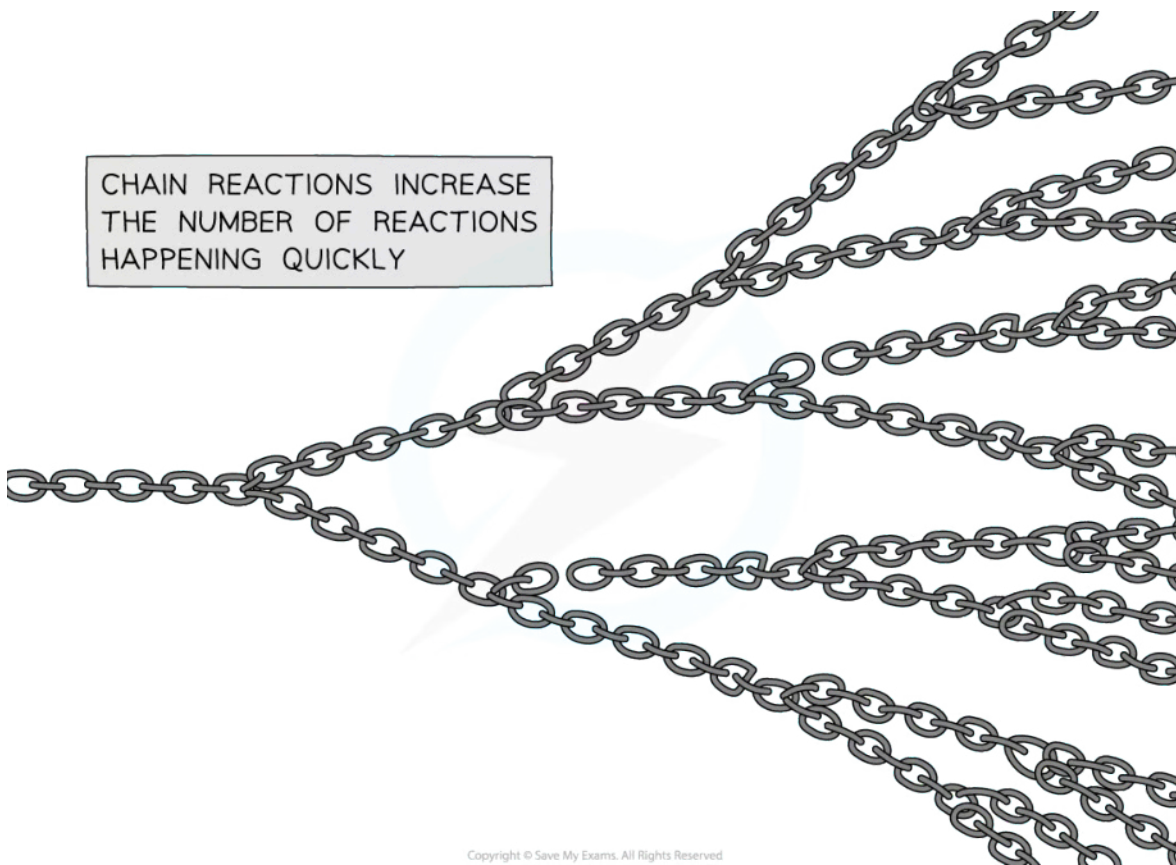 CHAIN REACTIONS INCREASE
THE NUMBER OF REACTIONS
HAPPENING QUICKLY
Copyright © Save My Exams. All Rights Reserved